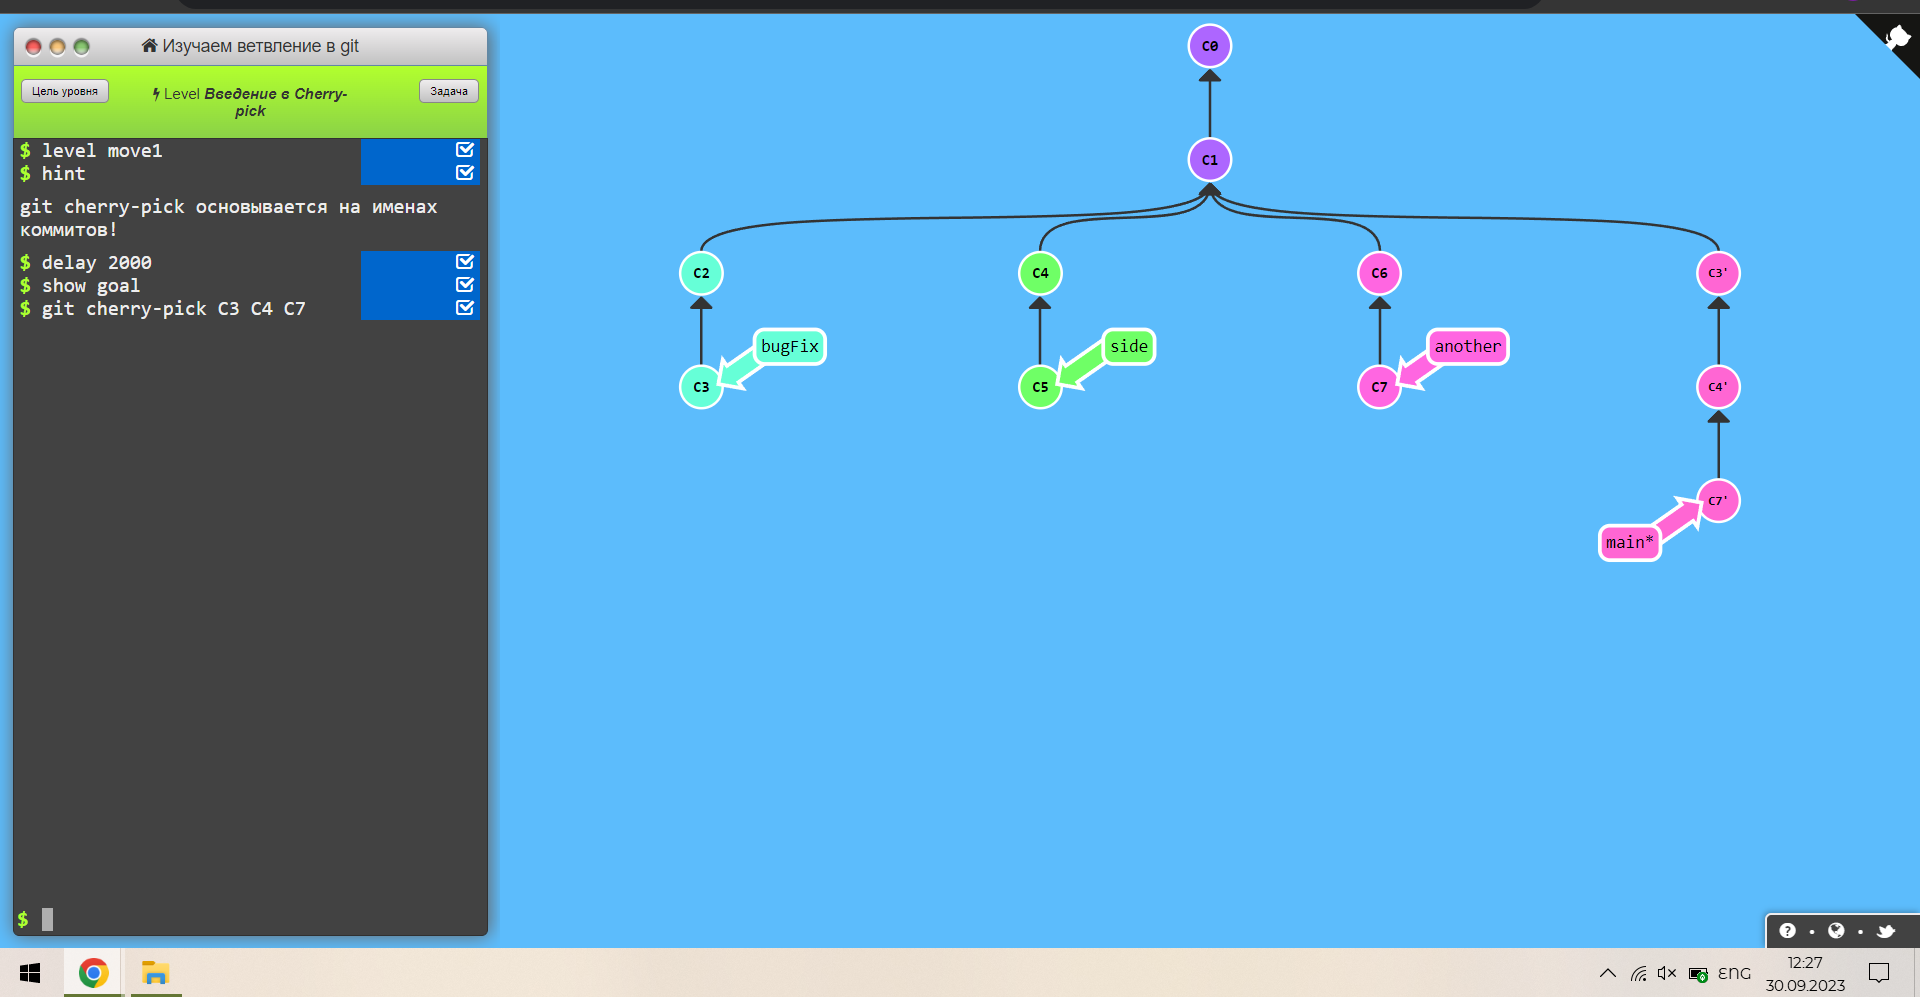 Изучаем ветвление в git
Цель уровня
Level Введение в Cherry-
pick
Задача
$ level move1
$ hint
git cherry-pick основывается на именах
коммитов!
$ delay 2000
$ show goal
$ git cherry-pick C3 C4 C7
$
C0
C1
C2
C4
C6
C3'
bugFix
side
another
C3
C5
C7
C4'
C7'
main*
?
ENG
12:27
30.09.2023